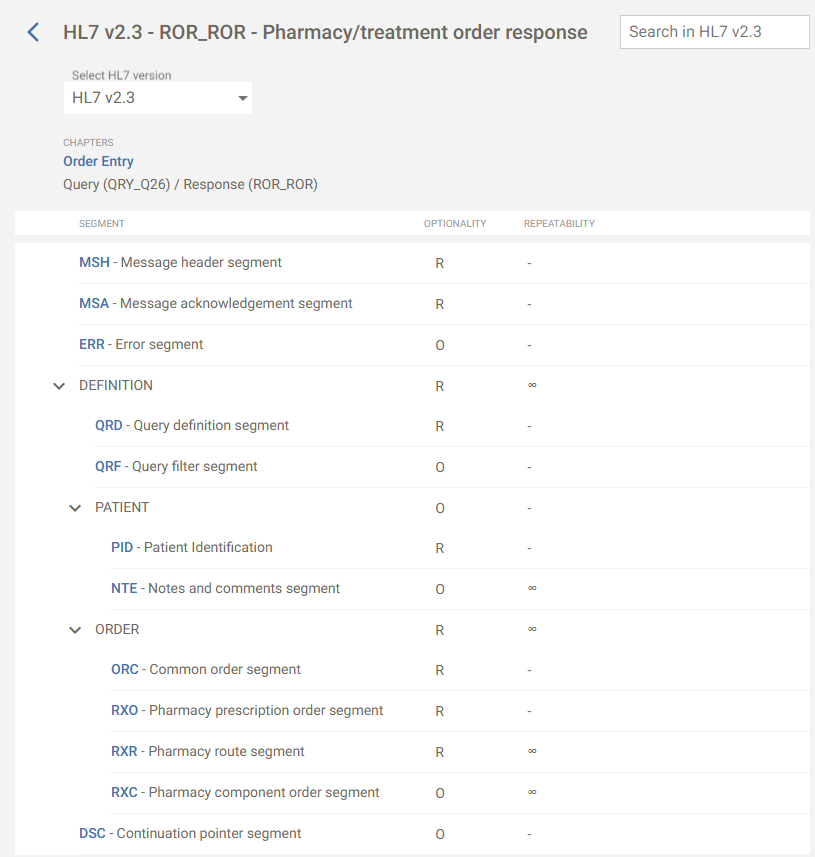 HL7 v2.3 - ROR_ROR - Pharmacy/treatment order response
Search in HL7 v2.3
Select HL7 version
HL7 v2.3
CHAPTERS
Order Entry
Query (QRY_Q26) / Response (ROR_ROR)
SEGMENT OPTIONALITY REPEATABILITY
MSH - Message header segment R -
MSA - Message acknowledgement segment R -
ERR - Error segment O -
DEFINITION R ∞
QRD - Query definition segment R -
QRF - Query filter segment O -
PATIENT O -
PID - Patient Identification R -
NTE - Notes and comments segment O ∞
ORDER R ∞
ORC - Common order segment R -
RXO - Pharmacy prescription order segment R -
RXR - Pharmacy route segment R ∞
RXC - Pharmacy component order segment O ∞
DSC - Continuation pointer segment O -